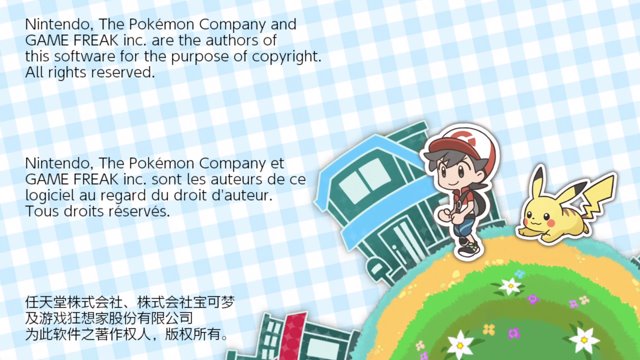 Nintendo, The Pokémon Company and
GAME FREAK inc. are the authors of
this software for the purpose of copyright.
All rights reserved.
Nintendo, The Pokémon Company et
GAME FREAK inc. sont les auteurs de ce
logiciel au regard du droit d'auteur.
Tous droits réservés.
任天堂株式会社、株式会社宝可梦
及游戏狂想家股份有限公司
为此软件之著作权人，版权所有。